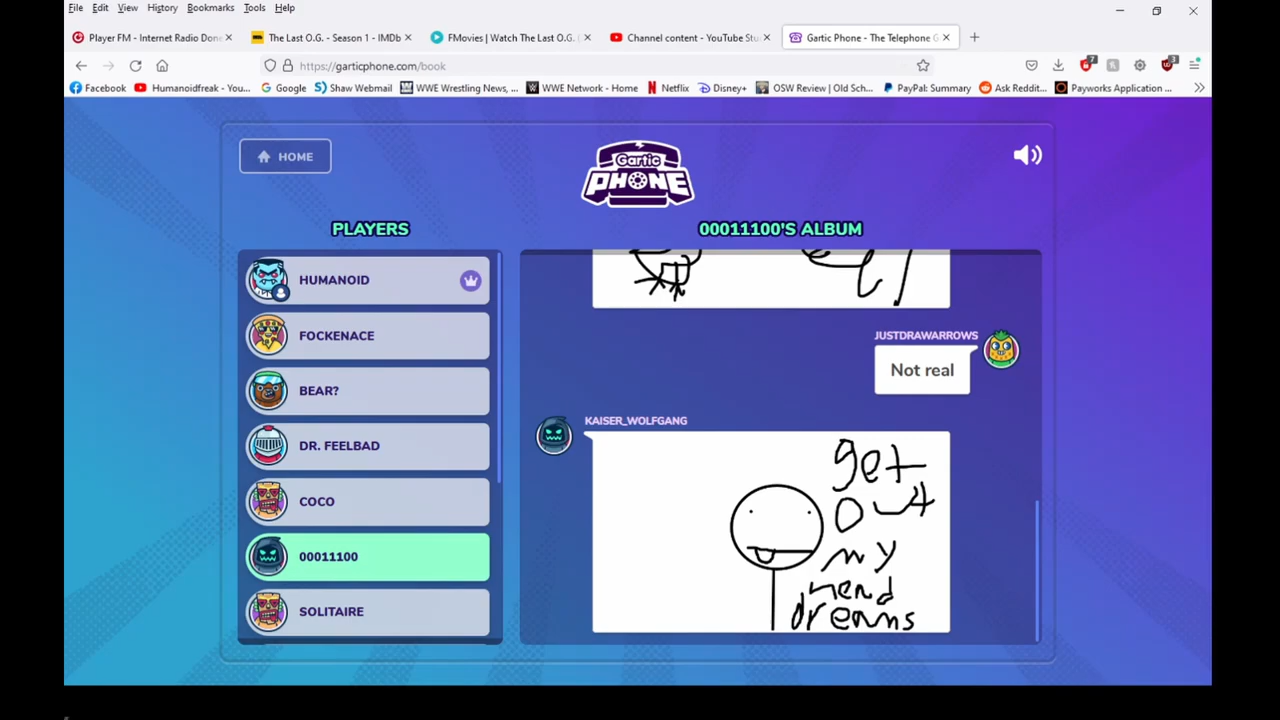 File Edit View History Bookmarks Tools Help
Player FM - Internet Radio Done
The Last O.G. - Season 1 - IMDb
FMovies | Watch The Last O.G. (
Channel content - YouTube Stu
Gartic Phone - The Telephone G
https://garticphone.com/book
7
3
Facebook
Humanoidfreak - You...
Google
Shaw Webmail
WWE Wrestling News, ...
WWE Network - Home
Netflix
Disney+
OSW Review | Old Sch...
PayPal: Summary
Ask Reddit...
Payworks Application ...
HOME
Gartic
PHONE
PLAYERS
HUMANOID
FOCKENACE
BEAR?
DR. FEELBAD
COCO
00011100
SOLITAIRE
00011100'S ALBUM
JUSTDRAWARROWS
Not real
KAISER_WOLFGANG
get
out
my
hend
dreams